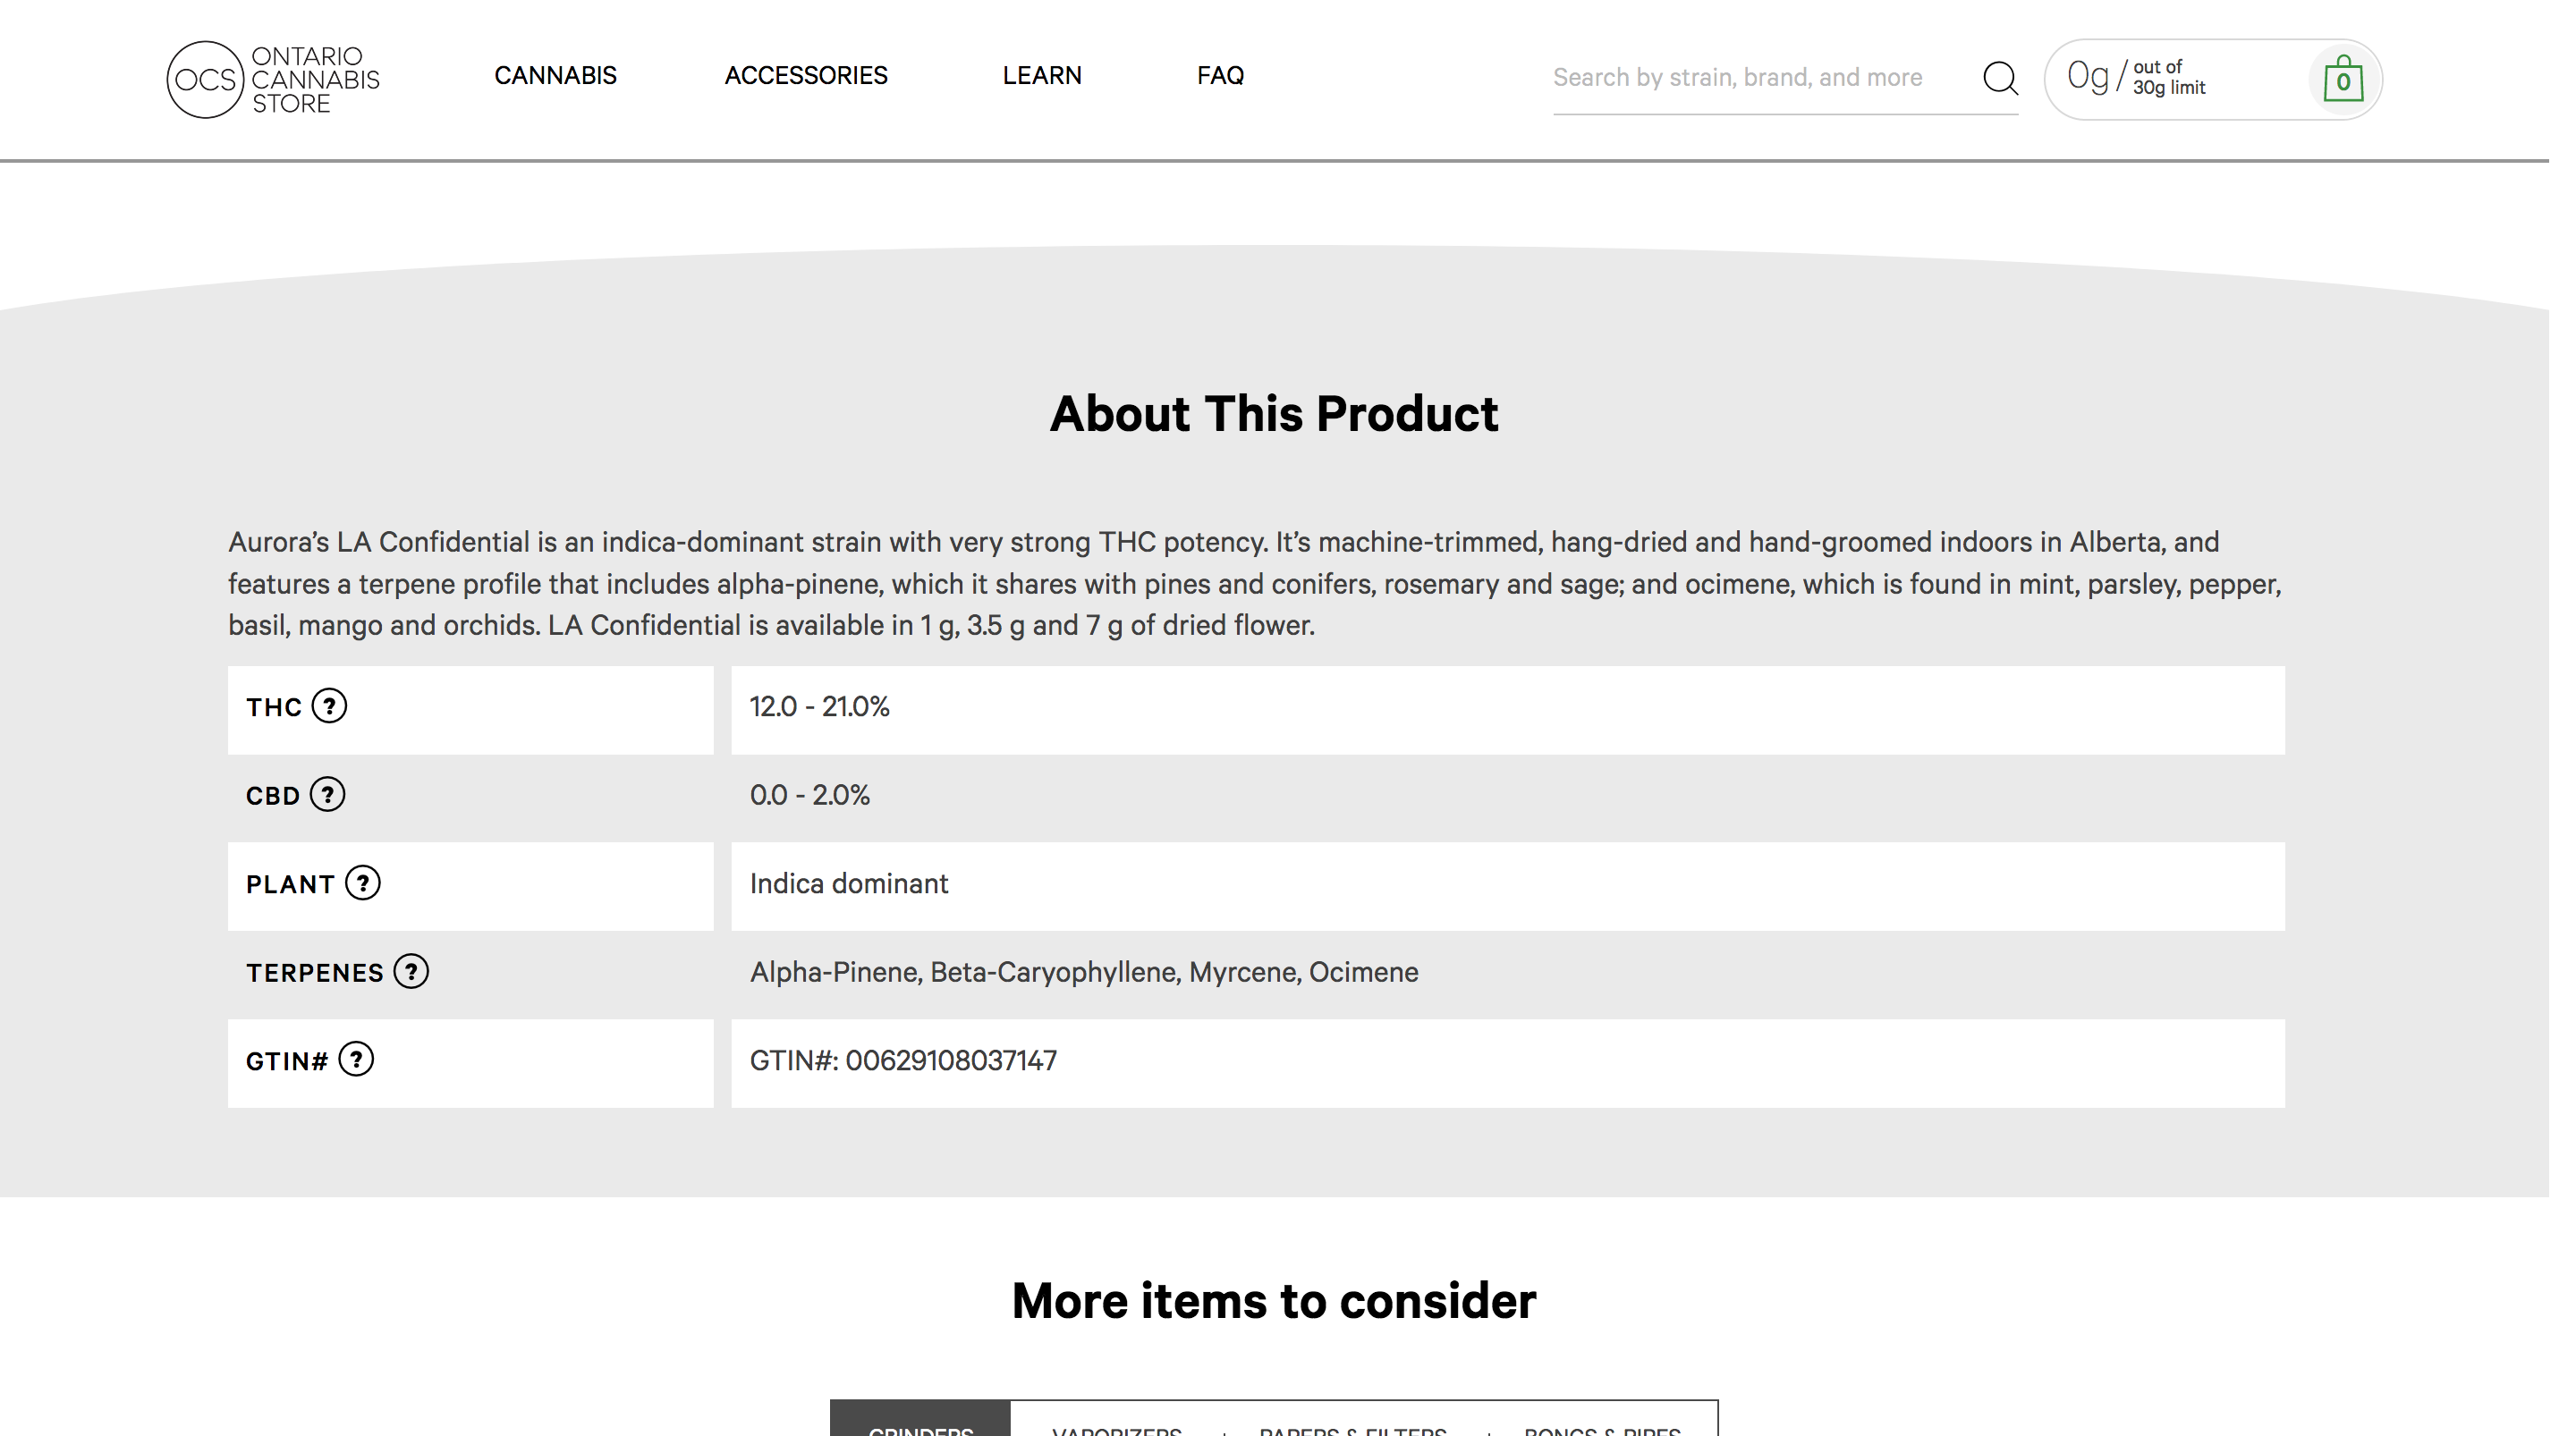 OCS ONTARIO
CANNABIS
STORE
CANNABIS
ACCESSORIES
LEARN
FAQ
Search by strain, brand, and more
0g / out of
30g limit
0
About This Product
Aurora’s LA Confidential is an indica-dominant strain with very strong THC potency. It’s machine-trimmed, hang-dried and hand-groomed indoors in Alberta, and
features a terpene profile that includes alpha-pinene, which it shares with pines and conifers, rosemary and sage; and ocimene, which is found in mint, parsley, pepper,
basil, mango and orchids. LA Confidential is available in 1 g, 3.5 g and 7 g of dried flower.
THC ? 12.0 - 21.0%
CBD ? 0.0 - 2.0%
PLANT ? Indica dominant
TERPENES ? Alpha-Pinene, Beta-Caryophyllene, Myrcene, Ocimene
GTIN# ? GTIN#: 00629108037147
More items to consider
GRINDERS
VAPORIZERS
PAPERS & FILTERS
BONGS & PIPES